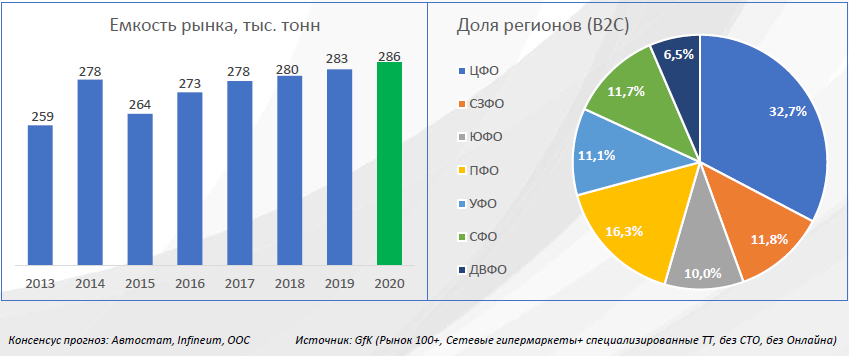 Емкость рынка, тыс. тонн
259
278
264
273
278
280
283
286
2013 2014 2015 2016 2017 2018 2019 2020
Доля регионов (B2C)
ЦФО
СЗФО
ЮФО
ПФО
УФО
СФО
ДВФО
32,7%
11,8%
10,0%
16,3%
11,1%
11,7%
6,5%
Консенсус прогноз: Автостат, Infineum, ООС
Источник: GfK (Рынок 100+, Сетевые гипермаркеты+ специализированные ТТ, без СТО, без Онлайна)